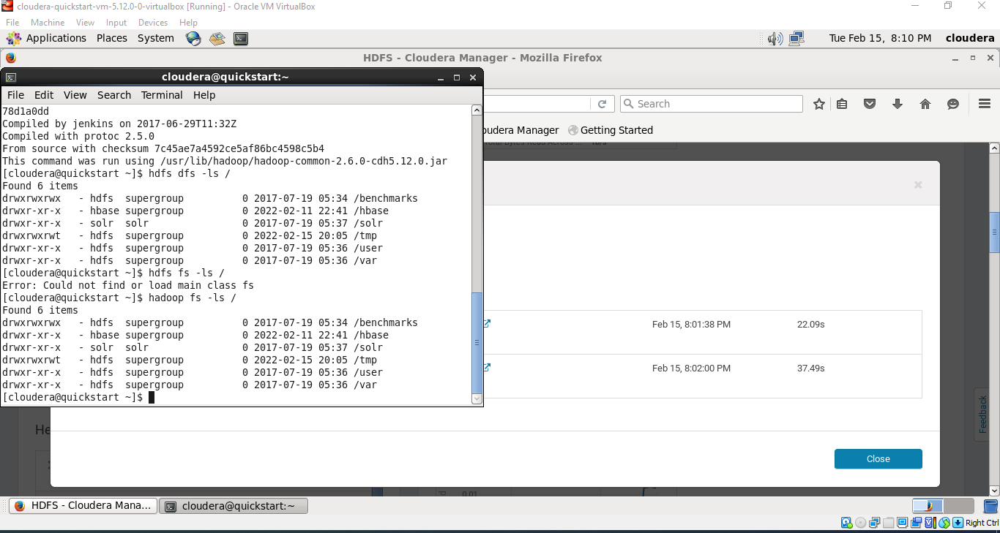 cloudera-quickstart-vm-5.12.0-0-virtualbox [Running] - Oracle VM VirtualBox
File Machine View Input Devices Help
Applications Places System Tue Feb 15, 8:10 PM cloudera
HDFS - Cloudera Manager - Mozilla Firefox
cloudera@quickstart:~
File Edit View Search Terminal Help
78d1a0dd
Compiled by jenkins on 2017-06-29T11:32Z
Compiled with protoc 2.5.0
From source with checksum 7c45ae7a4592ce5af86bc4598c5b4
This command was run using /usr/lib/hadoop/hadoop-common-2.6.0-cdh5.12.0.jar
[cloudera@quickstart ~]$ hdfs dfs -ls /
Found 6 items
drwxrwxrwx   - hdfs  supergroup          0 2017-07-19 05:34 /benchmarks
drwxr-xr-x   - hbase supergroup          0 2022-02-11 22:41 /hbase
drwxr-xr-x   - solr  solr                0 2017-07-19 05:37 /solr
drwxrwxrwt   - hdfs  supergroup          0 2022-02-15 20:05 /tmp
drwxr-xr-x   - hdfs  supergroup          0 2017-07-19 05:36 /user
drwxr-xr-x   - hdfs  supergroup          0 2017-07-19 05:36 /var
[cloudera@quickstart ~]$ hdfs fs -ls /
Error: Could not find or load main class fs
[cloudera@quickstart ~]$ hadoop fs -ls /
Found 6 items
drwxrwxrwx   - hdfs  supergroup          0 2017-07-19 05:34 /benchmarks
drwxr-xr-x   - hbase supergroup          0 2022-02-11 22:41 /hbase
drwxr-xr-x   - solr  solr                0 2017-07-19 05:37 /solr
drwxrwxrwt   - hdfs  supergroup          0 2022-02-15 20:05 /tmp
drwxr-xr-x   - hdfs  supergroup          0 2017-07-19 05:36 /user
drwxr-xr-x   - hdfs  supergroup          0 2017-07-19 05:36 /var
[cloudera@quickstart ~]$
Search
oudera Manager Getting Started
Feb 15, 8:01:38 PM 22.09s
Feb 15, 8:02:00 PM 37.49s
Feedback
He
Close
0.01
HDFS - Cloudera Mana... cloudera@quickstart:~
Right Ctrl